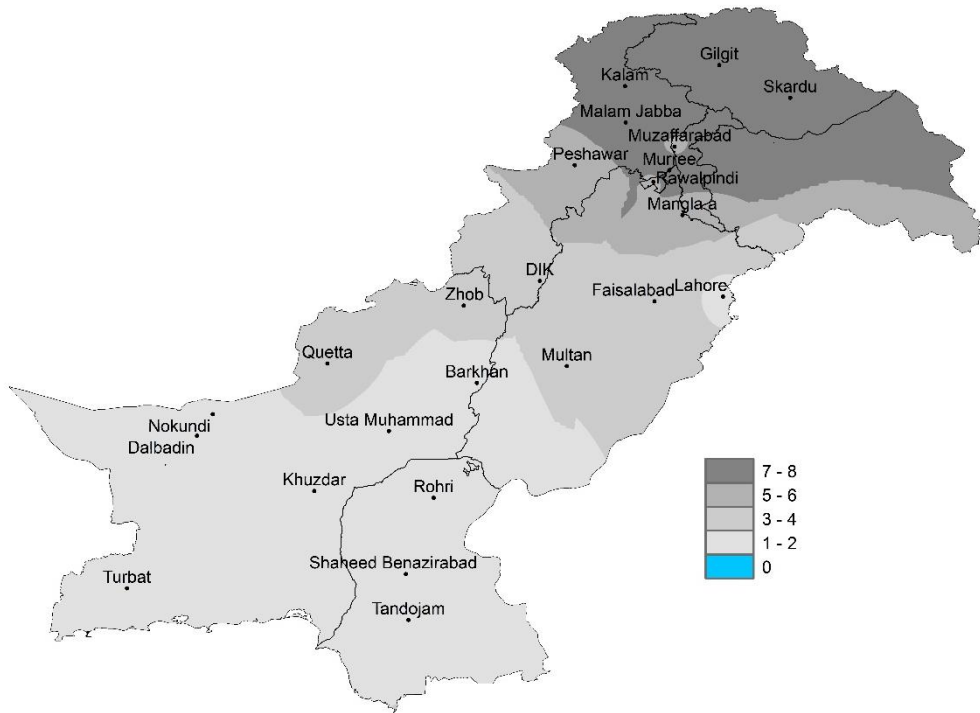 Gilgit
Kalam
Skardu
Malam Jabba
Muzaffarabad
Peshawar
Murree
Rawalpindi
Mangla a
DIK
Zhob
Faisalabad
Lahore
Quetta
Multan
Barkhan
Usta Muhammad
Nokundi
Dalbadin
Khuzdar
Rohri
Shaheed Benazirabad
Turbat
Tandojam
7 - 8
5 - 6
3 - 4
1 - 2
0